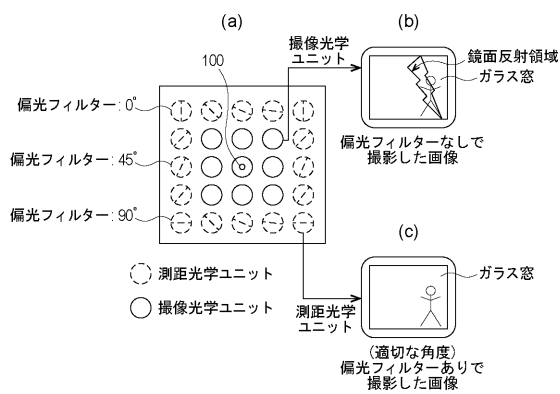 (a)
(b)
撮像光学
ユニット
100
鏡面反射領域
ガラス窓
偏光フィルター: 0°
偏光フィルター: 45°
偏光フィルター: 90°
偏光フィルターなしで
撮影した画像
(c)
測距光学ユニット
撮像光学ユニット
測距光学
ユニット
ガラス窓
(適切な角度)
偏光フィルターありで
撮影した画像